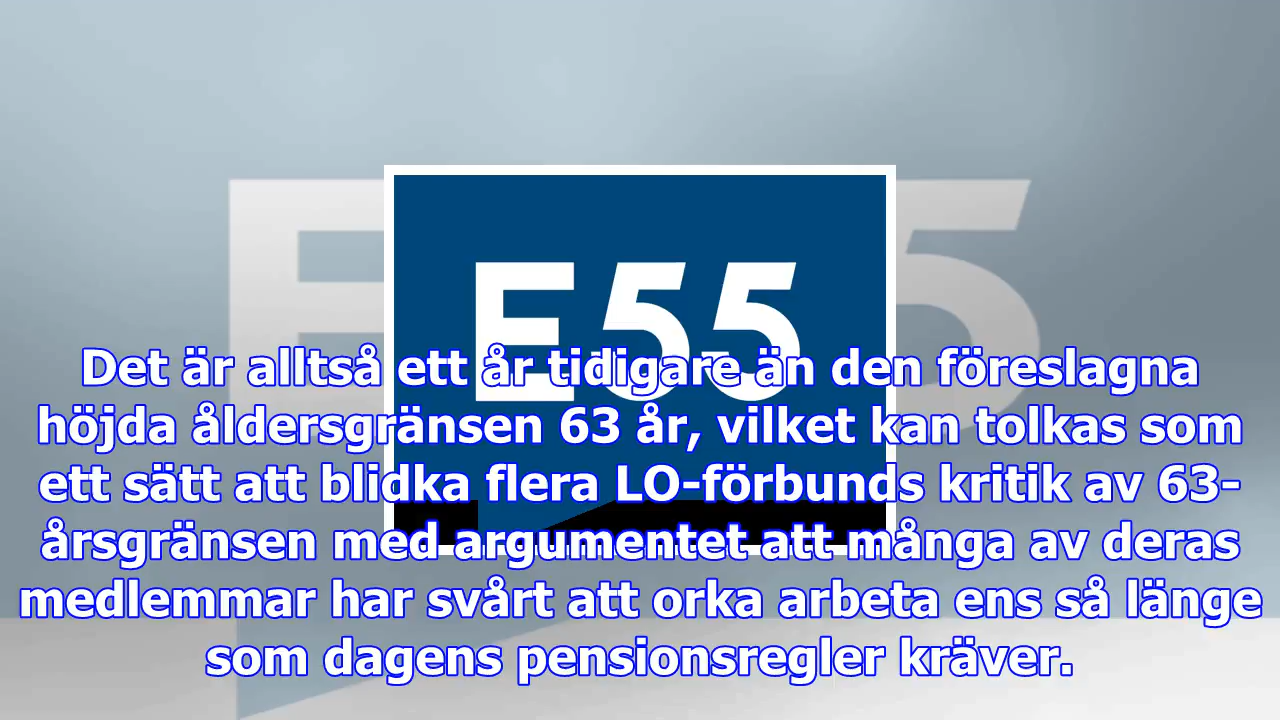 E55
Det är alltså ett år tidigare än den föreslagna
höjda åldersgränsen 63 år, vilket kan tolkas som
ett sätt att blidka flera LO-förbunds kritik av 63-
årsgränsen med argumentet att många av deras
medlemmar har svårt att orka arbeta ens så länge
som dagens pensionsregler kräver.